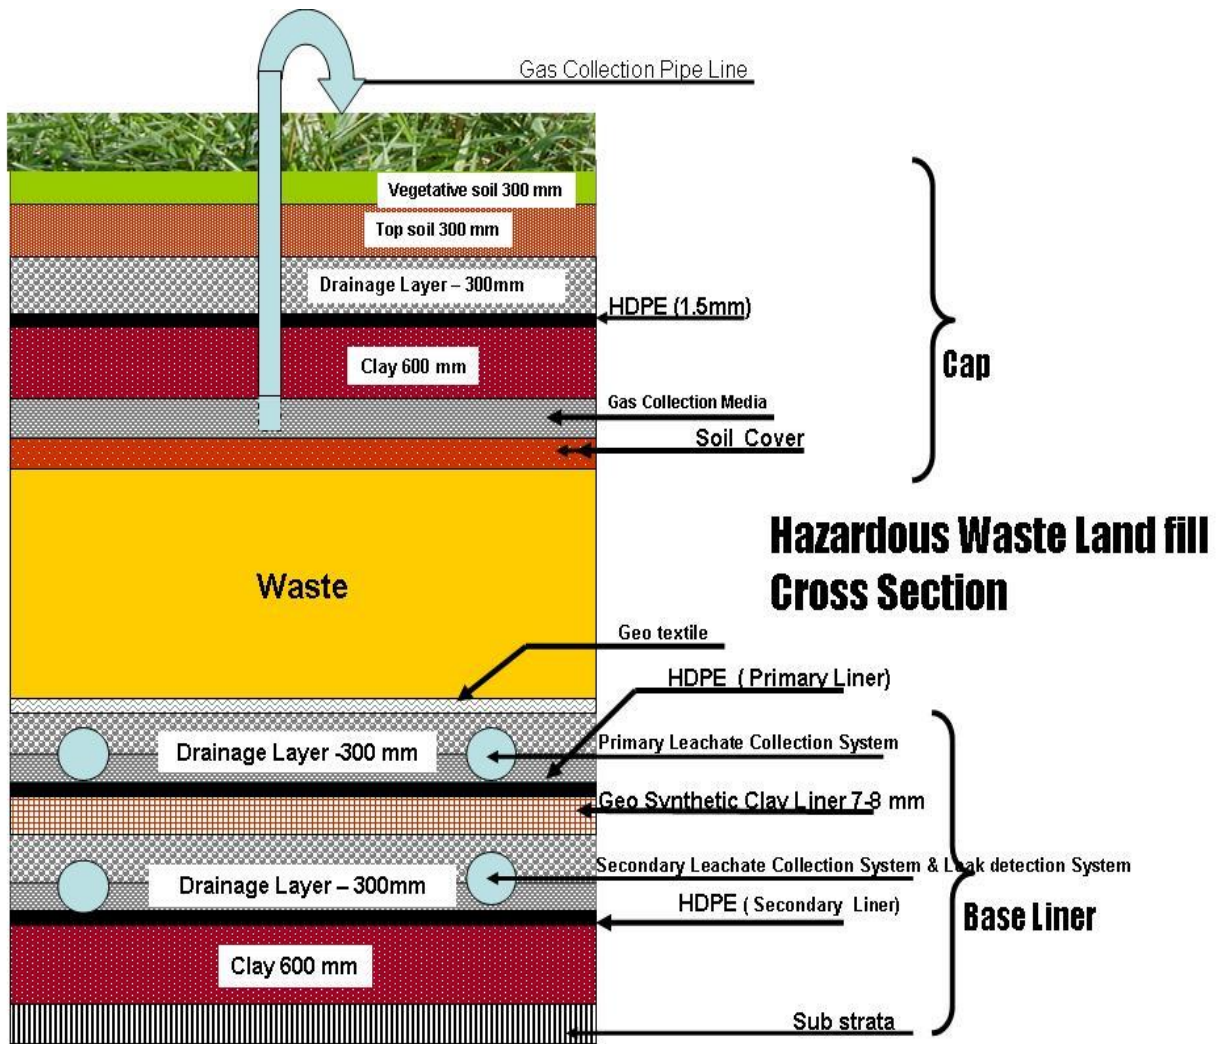 Gas Collection Pipe Line
Vegetative soil 300 mm
Top soil 300 mm
Drainage Layer – 300mm
HDPE (1.5mm)
Clay 600 mm
Cap
Gas Collection Media
Soil Cover
Hazardous Waste Land fill
Cross Section
Waste
Geo textile
HDPE ( Primary Liner)
Drainage Layer -300 mm
Primary Leachate Collection System
Geo Synthetic Clay Liner 7-8 mm
Secondary Leachate Collection System & Leak detection System
Drainage Layer – 300mm
HDPE ( Secondary Liner)
Base Liner
Clay 600 mm
Sub strata